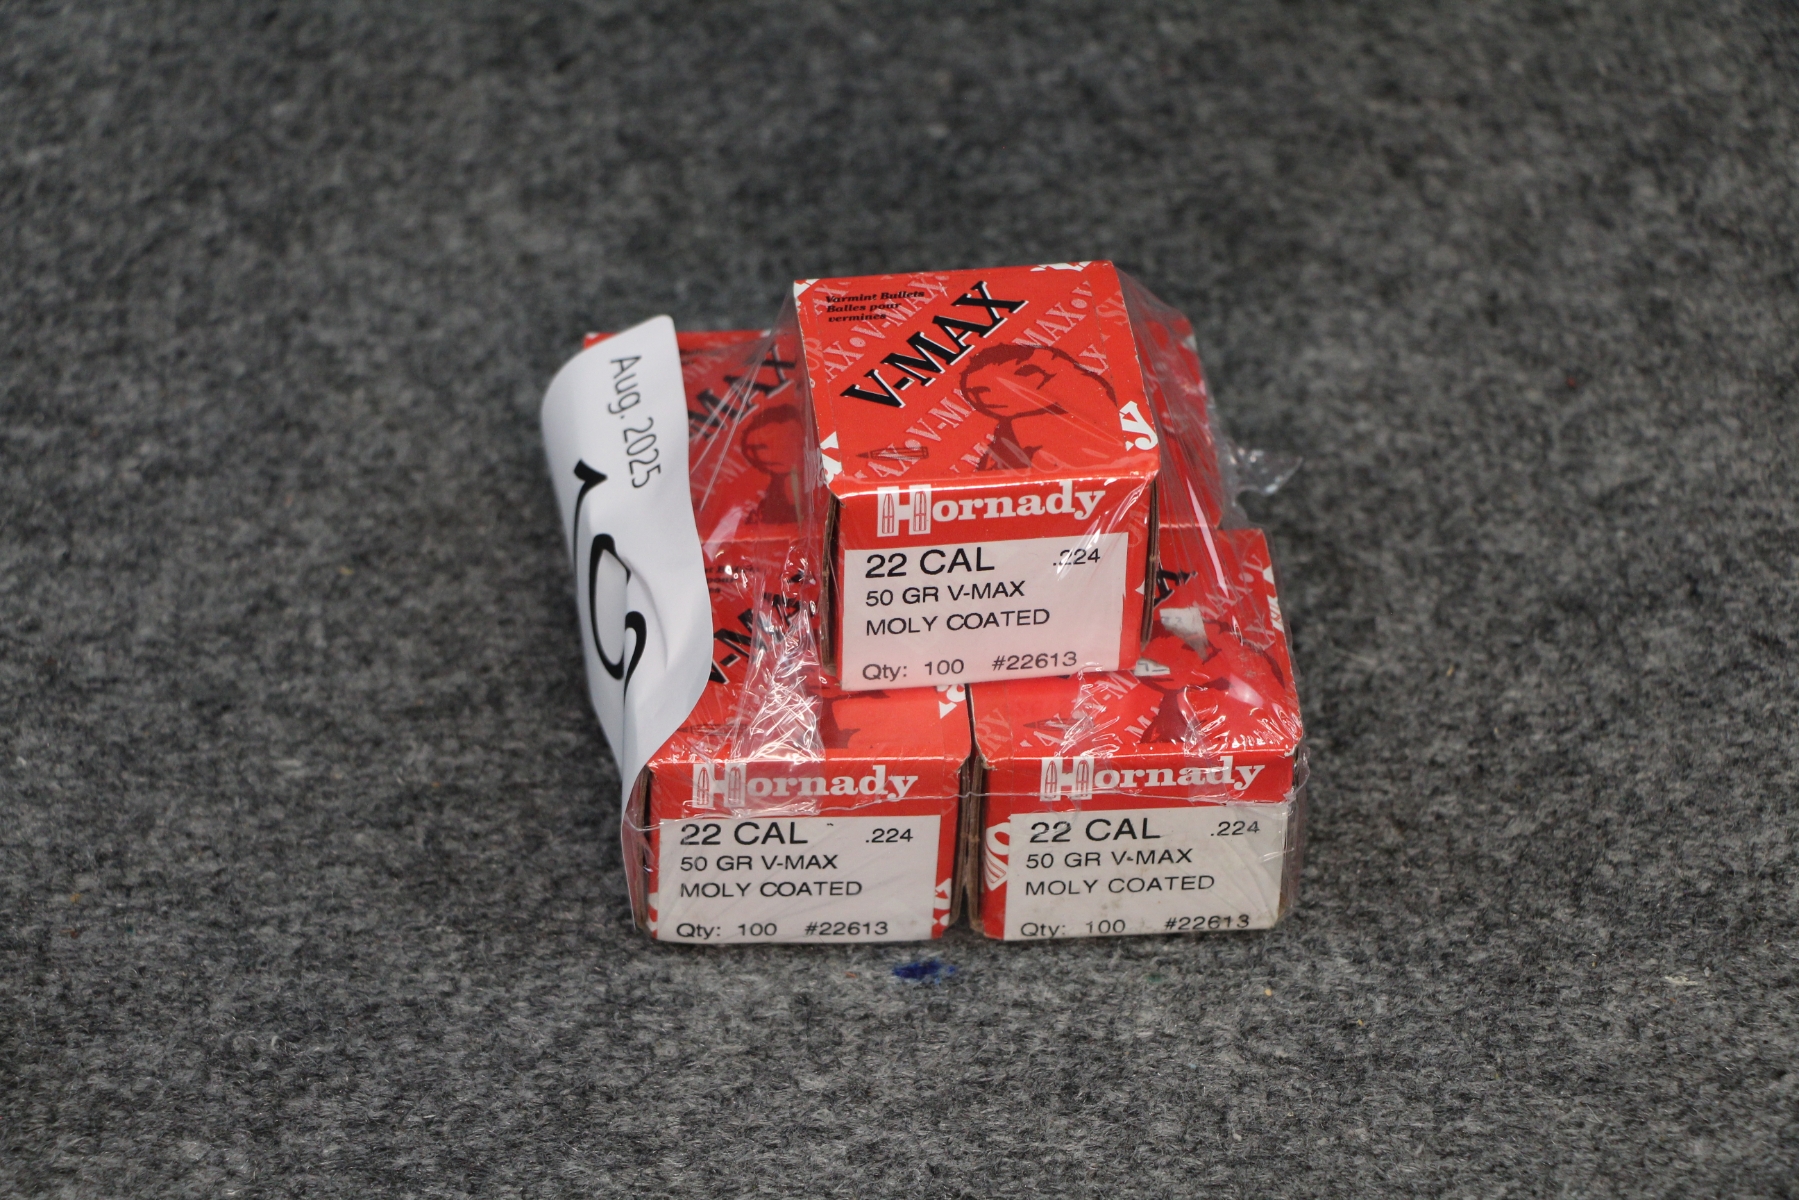 Varmint Bullets
Balles pour
vermines
V-MAX
Hornady
22 CAL .224
50 GR V-MAX
MOLY COATED
Qty: 100 #22613
Aug. 2025
MAX
V-MAX
Hornady
22 CAL .224
50 GR V-MAX
MOLY COATED
Qty: 100 #22613
Hornady
22 CAL .224
50 GR V-MAX
MOLY COATED
Qty: 100 #22613